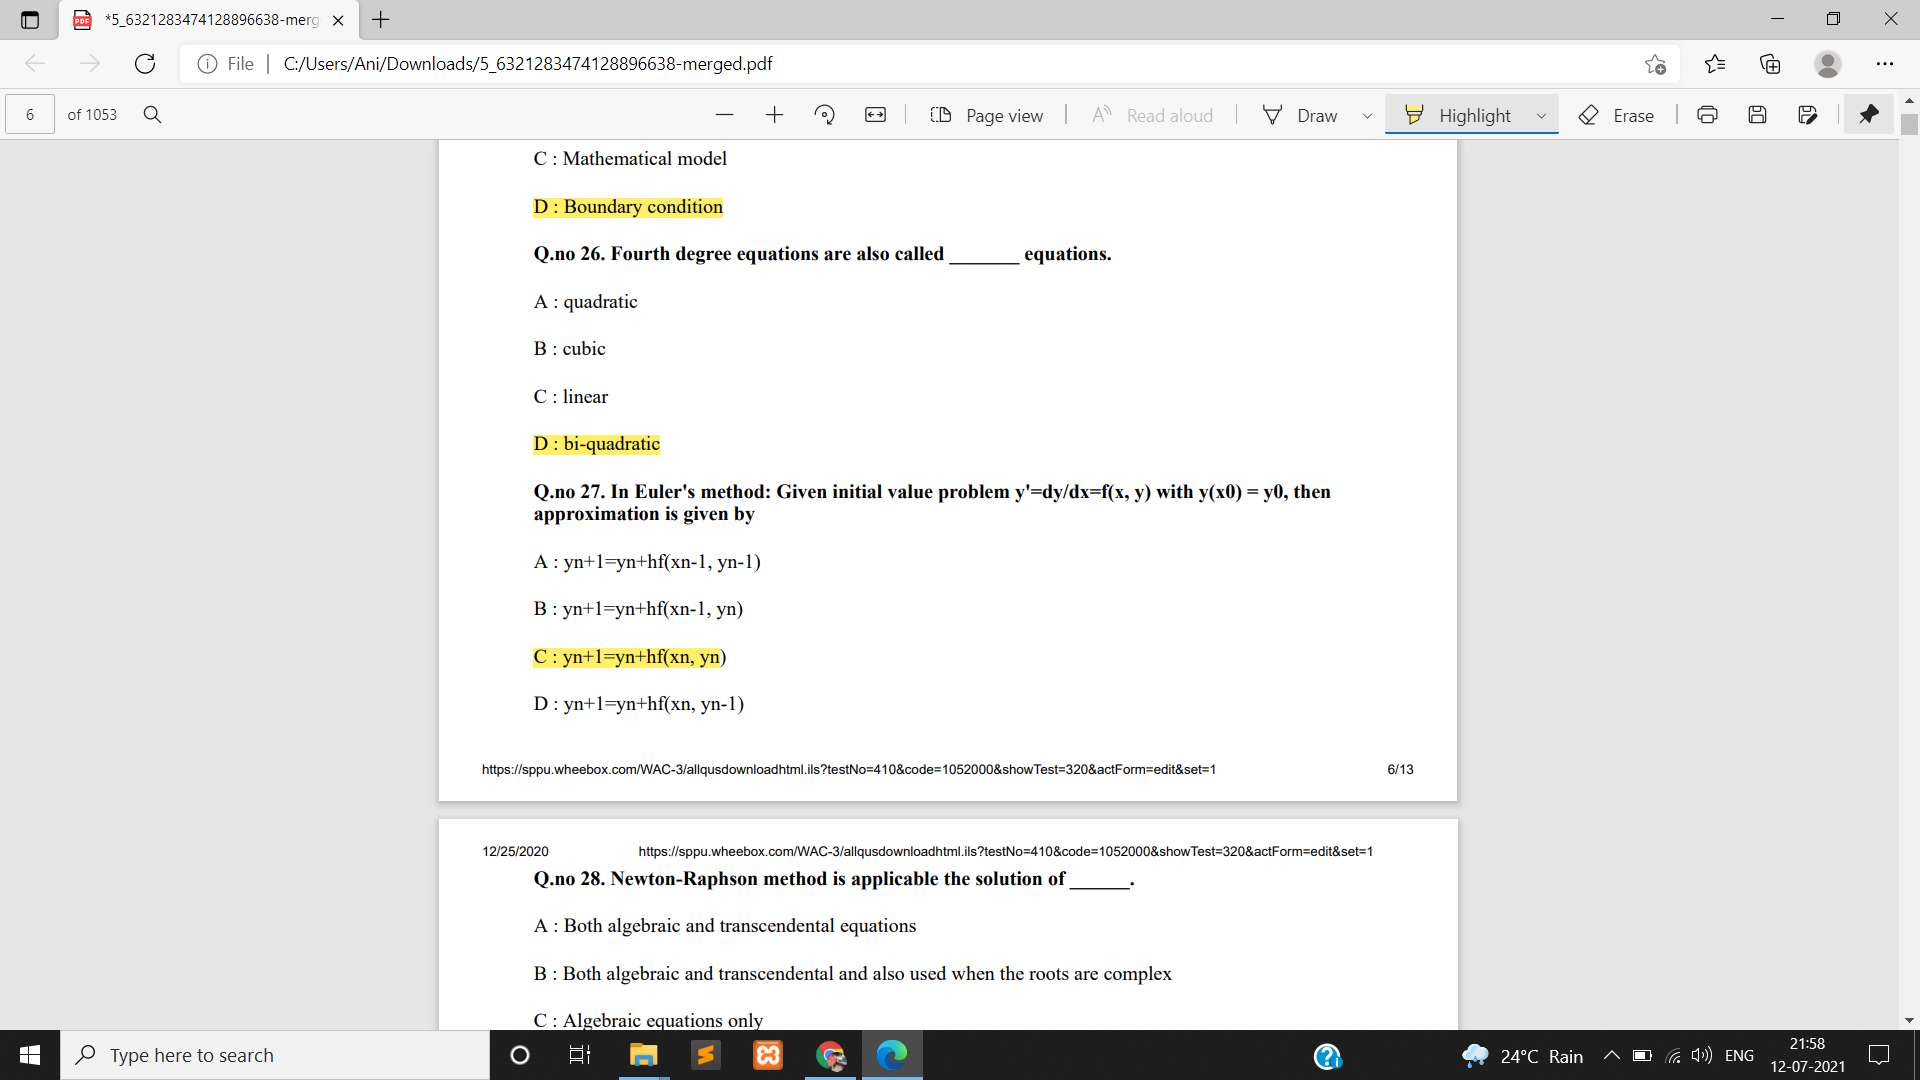 *5_6321283474128896638-merg
File
C:/Users/Ani/Downloads/5_6321283474128896638-merged.pdf
6 of 1053
Page view
Read aloud
Draw
Highlight
Erase
C : Mathematical model
D : Boundary condition
Q.no 26. Fourth degree equations are also called _______ equations.
A : quadratic
B : cubic
C : linear
D : bi-quadratic
Q.no 27. In Euler's method: Given initial value problem y'=dy/dx=f(x, y) with y(x0) = y0, then
approximation is given by
A : yn+1=yn+hf(xn-1, yn-1)
B : yn+1=yn+hf(xn-1, yn)
C : yn+1=yn+hf(xn, yn)
D : yn+1=yn+hf(xn, yn-1)
https://sppu.wheebox.com/WAC-3/allqusdownloadhtml.ils?testNo=410&code=1052000&showTest=320&actForm=edit&set=1 6/13
12/25/2020 https://sppu.wheebox.com/WAC-3/allqusdownloadhtml.ils?testNo=410&code=1052000&showTest=320&actForm=edit&set=1
Q.no 28. Newton-Raphson method is applicable the solution of ______.
A : Both algebraic and transcendental equations
B : Both algebraic and transcendental and also used when the roots are complex
C : Algebraic equations only
Type here to search
24°C Rain
ENG
21:58
12-07-2021